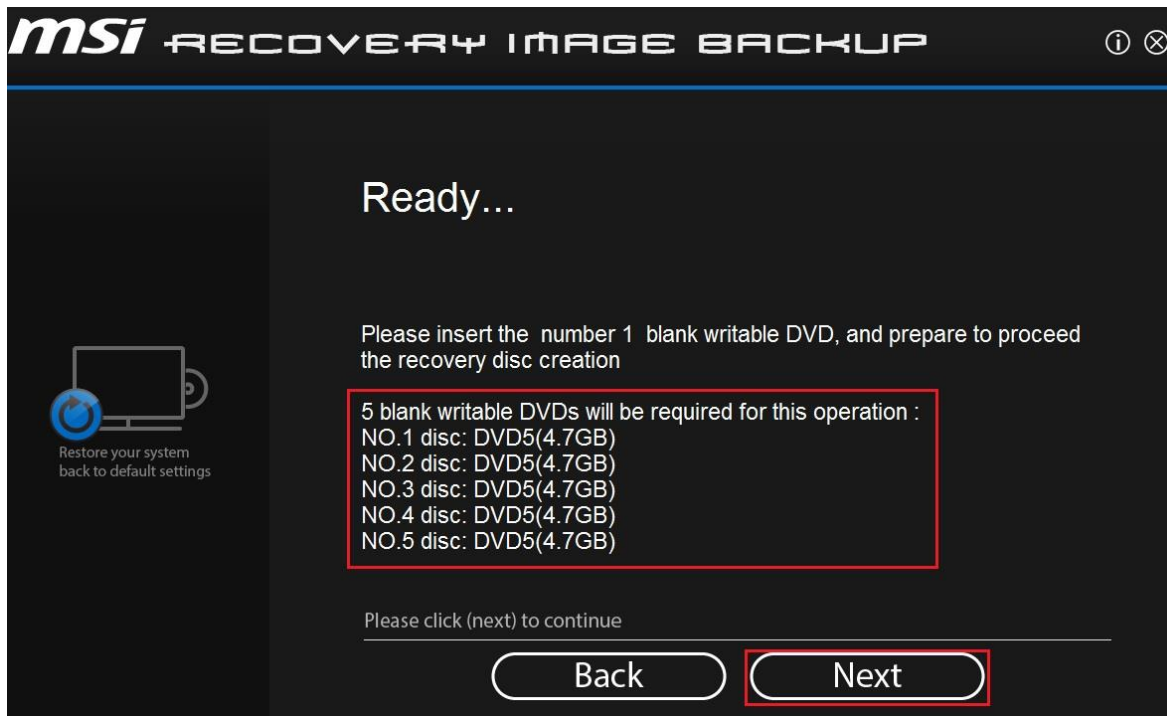 msi RECOVERY IMAGE BACKUP
Ready...
Please insert the  number 1  blank writable DVD, and prepare to proceed
the recovery disc creation
5 blank writable DVDs will be required for this operation :
NO.1 disc: DVD5(4.7GB)
NO.2 disc: DVD5(4.7GB)
NO.3 disc: DVD5(4.7GB)
NO.4 disc: DVD5(4.7GB)
NO.5 disc: DVD5(4.7GB)
Restore your system
back to default settings
Please click (next) to continue
Back Next